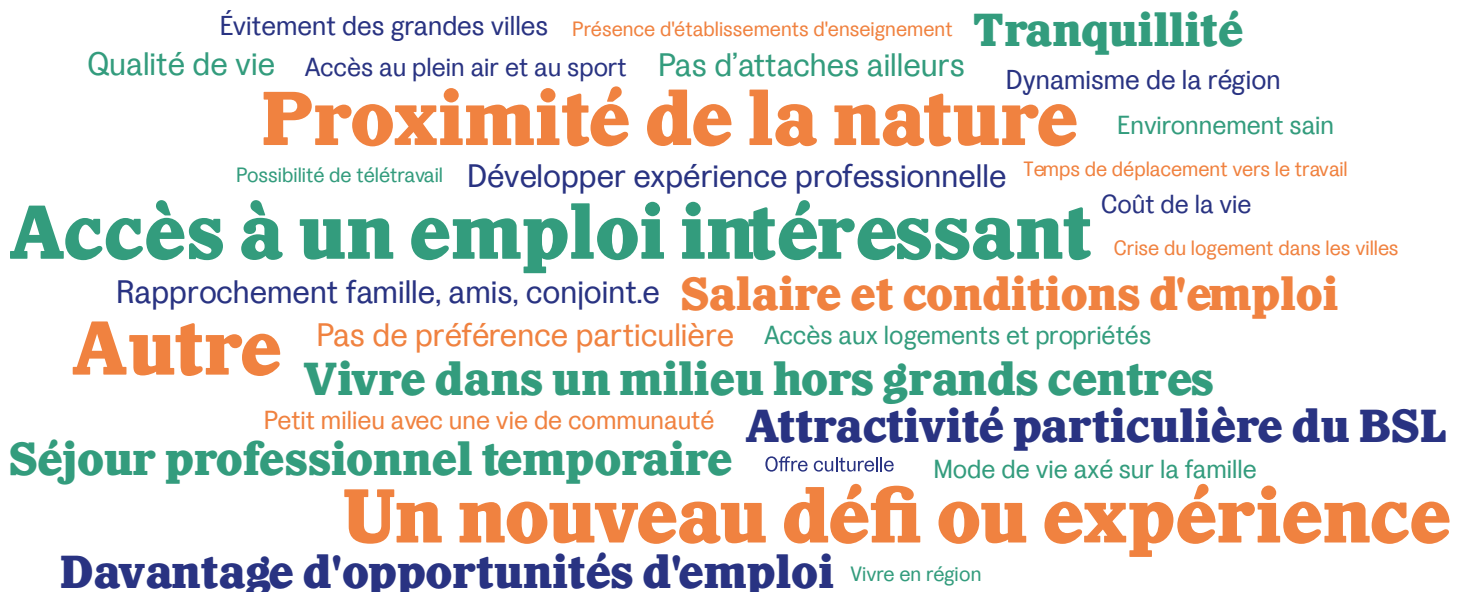 Évitement des grandes villes Présence d'établissements d'enseignement Tranquillité
Qualité de vie Accès au plein air et au sport Pas d’attaches ailleurs Dynamisme de la région
Proximité de la nature Environnement sain
Possibilité de télétravail Développer expérience professionnelle Temps de déplacement vers le travail
Accès à un emploi intéressant Coût de la vie
Crise du logement dans les villes
Rapprochement famille, amis, conjoint.e Salaire et conditions d'emploi
Autre Pas de préférence particulière Accès aux logements et propriétés
Vivre dans un milieu hors grands centres
Petit milieu avec une vie de communauté Attractivité particulière du BSL
Séjour professionnel temporaire Offre culturelle Mode de vie axé sur la famille
Un nouveau défi ou expérience
Davantage d'opportunités d'emploi Vivre en région